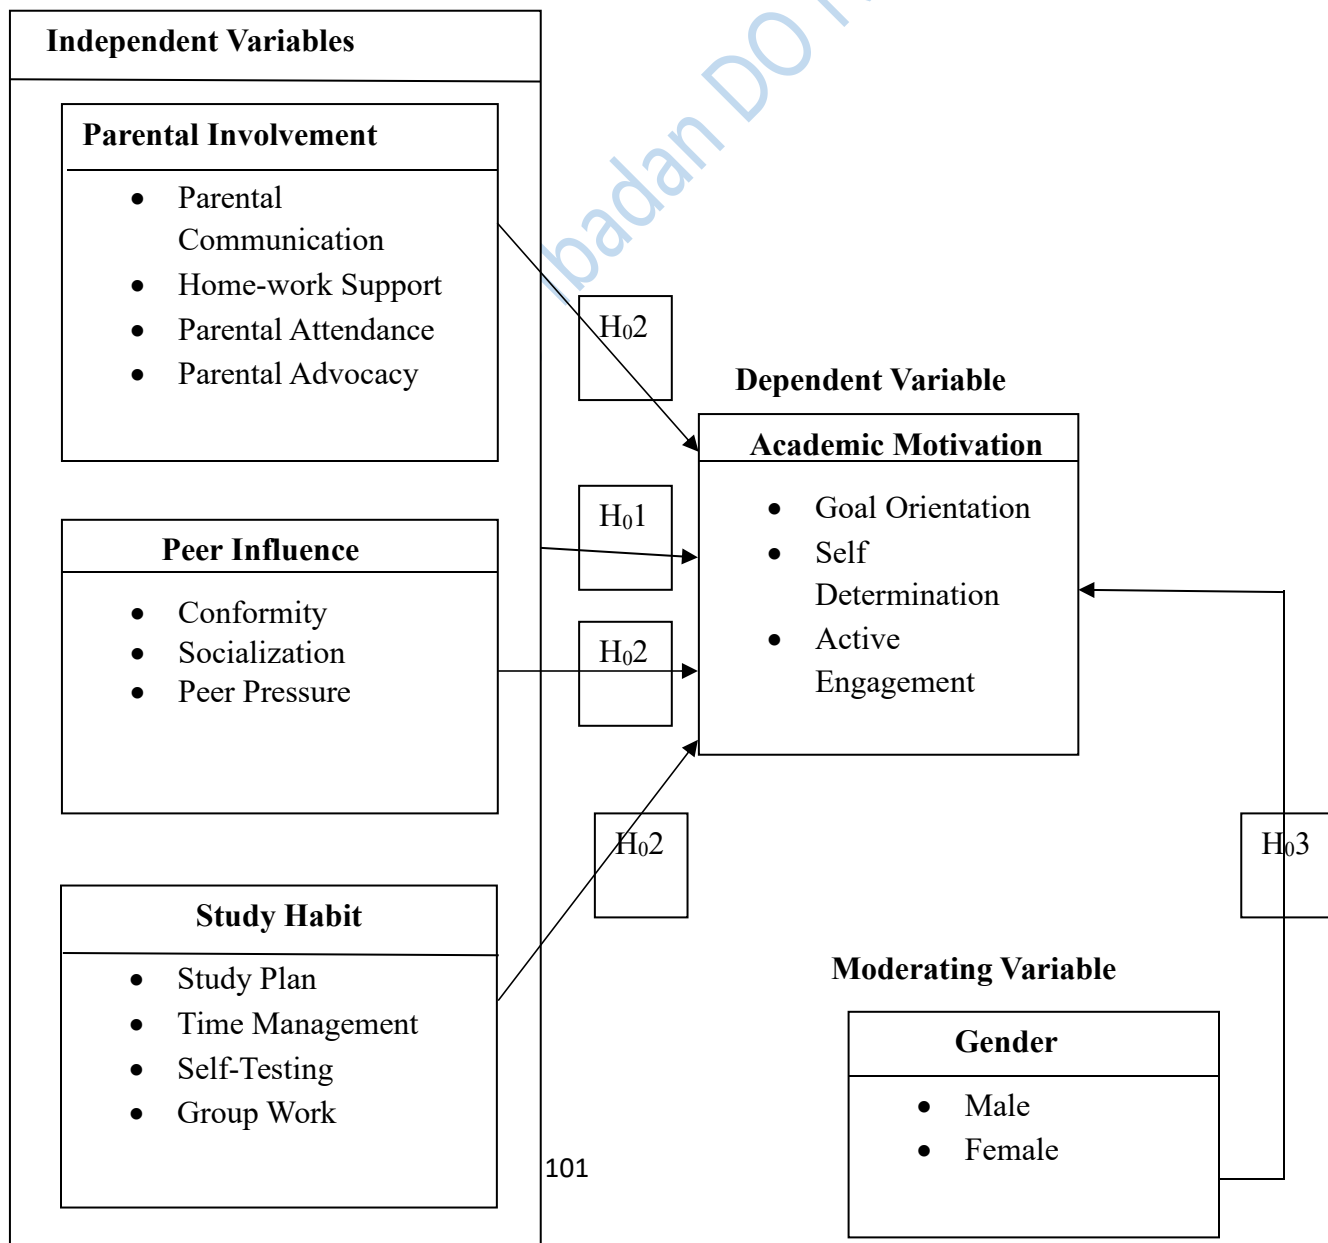 Independent Variables
Parental Involvement
• Parental
Communication
• Home-work Support
• Parental Attendance
• Parental Advocacy
Peer Influence
• Conformity
• Socialization
• Peer Pressure
Study Habit
• Study Plan
• Time Management
• Self-Testing
• Group Work
H₀2
H₀1
H₀2
H₀2
Dependent Variable
Academic Motivation
• Goal Orientation
• Self
Determination
• Active
Engagement
H₀3
Moderating Variable
Gender
• Male
• Female
101
badan DO